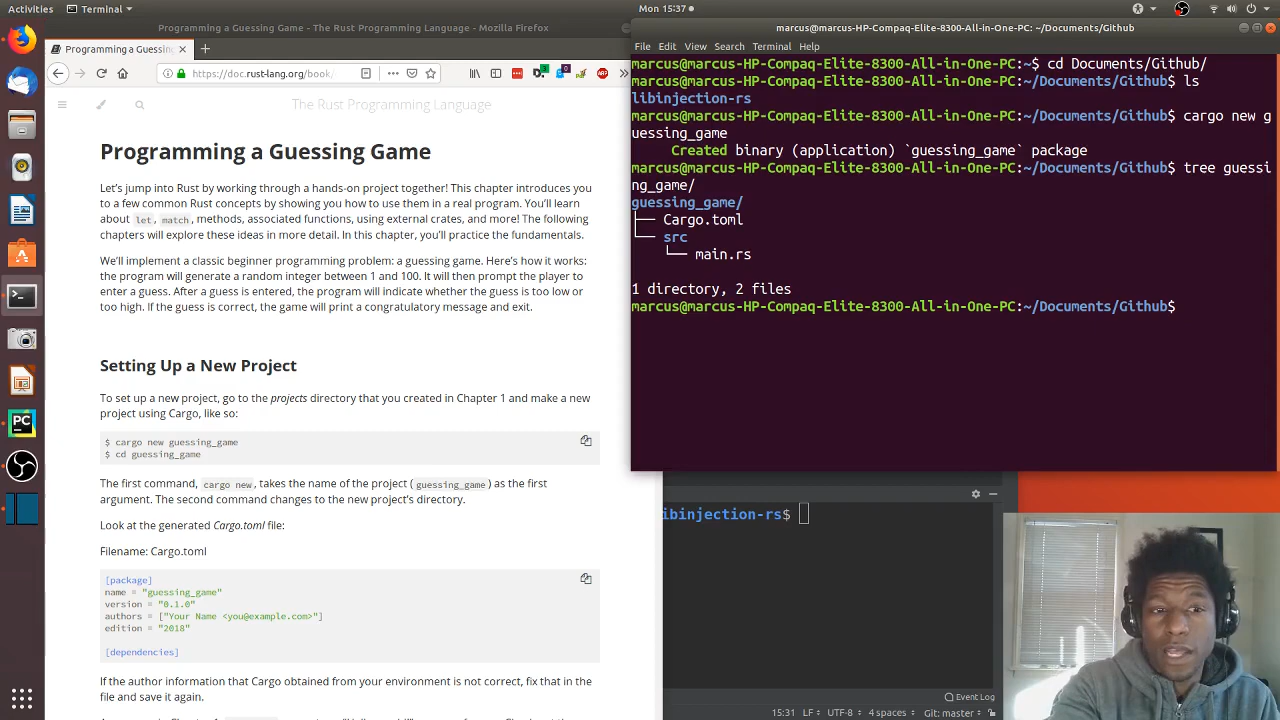 Activities
Terminal
Mon 15:37
Programming a Guessing Game - The Rust Programming Language - Mozilla Firefox
Programming a Guessing
https://doc.rust-lang.org/book/
The Rust Programming Language
Programming a Guessing Game
Let’s jump into Rust by working through a hands-on project together! This chapter introduces you
to a few common Rust concepts by showing you how to use them in a real program. You’ll learn
about let, match, methods, associated functions, using external crates, and more! The following
chapters will explore these ideas in more detail. In this chapter, you’ll practice the fundamentals.
We’ll implement a classic beginner programming problem: a guessing game. Here’s how it works:
the program will generate a random integer between 1 and 100. It will then prompt the player to
enter a guess. After a guess is entered, the program will indicate whether the guess is too low or
too high. If the guess is correct, the game will print a congratulatory message and exit.
Setting Up a New Project
To set up a new project, go to the projects directory that you created in Chapter 1 and make a new
project using Cargo, like so:
$ cargo new guessing_game
$ cd guessing_game
The first command, cargo new, takes the name of the project (guessing_game) as the first
argument. The second command changes to the new project’s directory.
Look at the generated Cargo.toml file:
Filename: Cargo.toml
[package]
name = "guessing_game"
version = "0.1.0"
authors = ["Your Name <you@example.com>"]
edition = "2018"
[dependencies]
If the author information that Cargo obtained from your environment is not correct, fix that in the
file and save it again.
marcus@marcus-HP-Compaq-Elite-8300-All-in-One-PC: ~/Documents/Github
File Edit View Search Terminal Help
marcus@marcus-HP-Compaq-Elite-8300-All-in-One-PC:~$ cd Documents/Github/
marcus@marcus-HP-Compaq-Elite-8300-All-in-One-PC:~/Documents/Github$ ls
libinjection-rs
marcus@marcus-HP-Compaq-Elite-8300-All-in-One-PC:~/Documents/Github$ cargo new g
uessing_game
Created binary (application) `guessing_game` package
marcus@marcus-HP-Compaq-Elite-8300-All-in-One-PC:~/Documents/Github$ tree guessi
ng_game/
guessing_game/
├── Cargo.toml
└── src
└── main.rs
1 directory, 2 files
marcus@marcus-HP-Compaq-Elite-8300-All-in-One-PC:~/Documents/Github$
ibinjection-rs$
Event Log
15:31 LF UTF-8 4 spaces Git: master